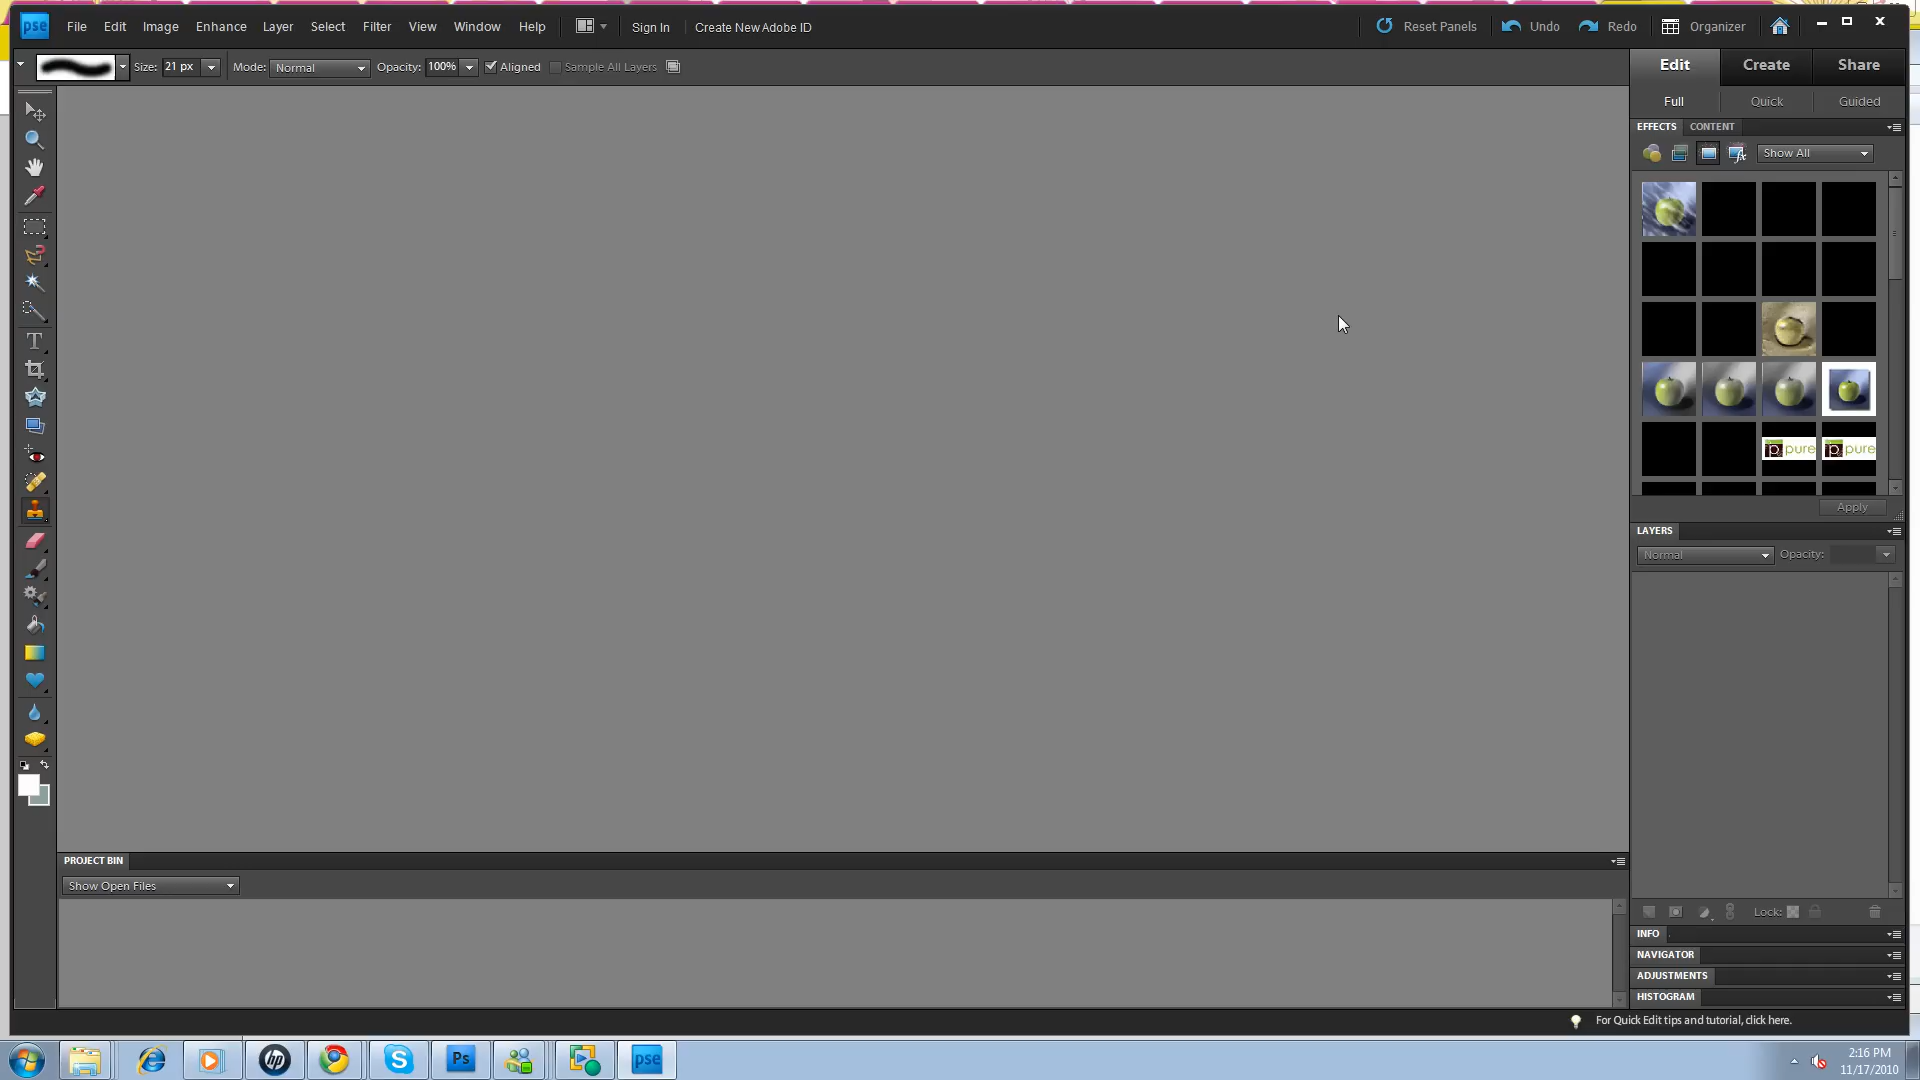 pse File Edit Image Enhance Layer Select Filter View Window Help Sign In Create New Adobe ID Reset Panels Undo Redo Organizer
Size: 21 px Mode: Normal Opacity: 100% Aligned Sample All Layers
Edit Create Share
Full Quick Guided
EFFECTS CONTENT
Show All
p pure p pure
Apply
LAYERS
Normal Opacity:
T
PROJECT BIN
Show Open Files
Lock:
INFO
NAVIGATOR
ADJUSTMENTS
HISTOGRAM
For Quick Edit tips and tutorial, click here.
hp S Ps pse
2:16 PM
11/17/2010